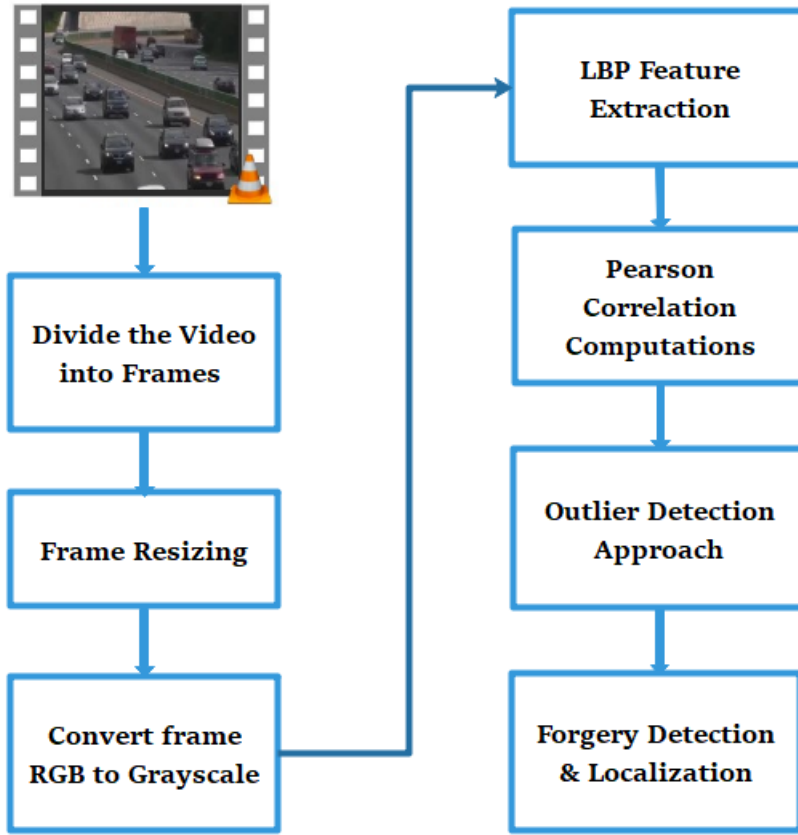 Divide the Video
into Frames
Frame Resizing
Convert frame
RGB to Grayscale
LBP Feature
Extraction
Pearson
Correlation
Computations
Outlier Detection
Approach
Forgery Detection
& Localization